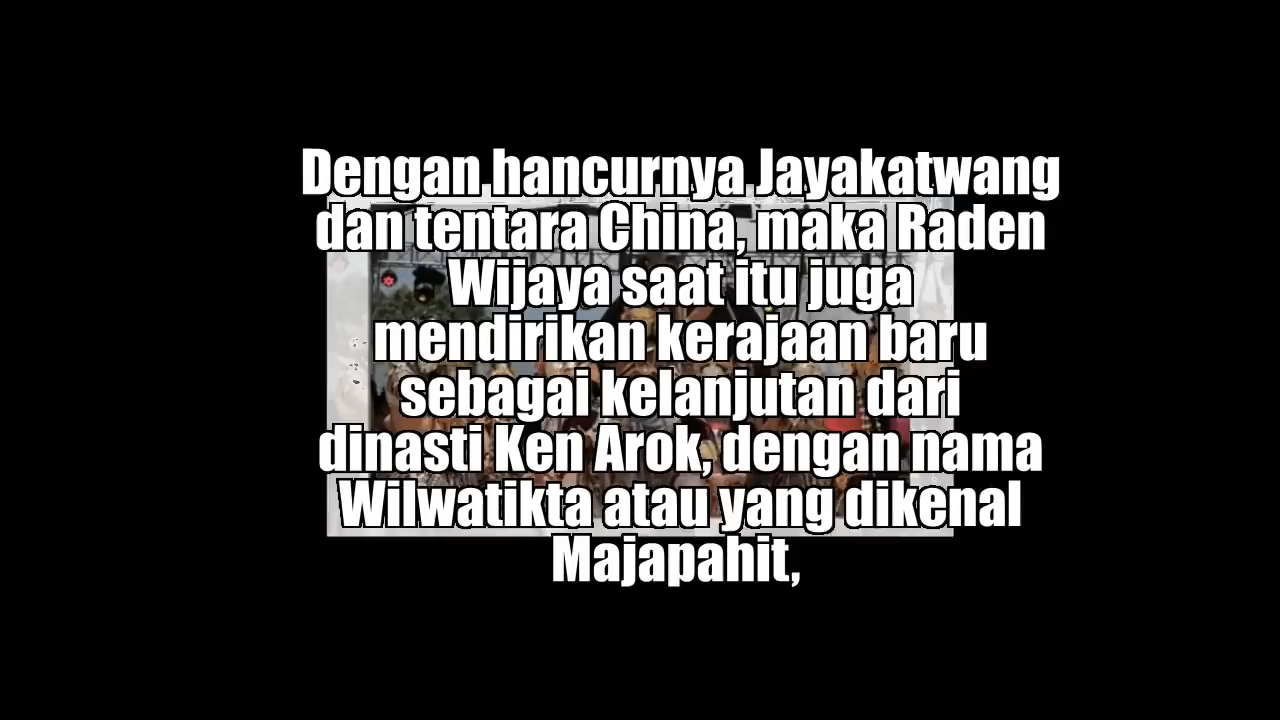 Dengan hancurnya Jayakatwang
dan tentara China, maka Raden
Wijaya saat itu juga
mendirikan kerajaan baru
sebagai kelanjutan dari
dinasti Ken Arok, dengan nama
Wilwatikta atau yang dikenal
Majapahit,